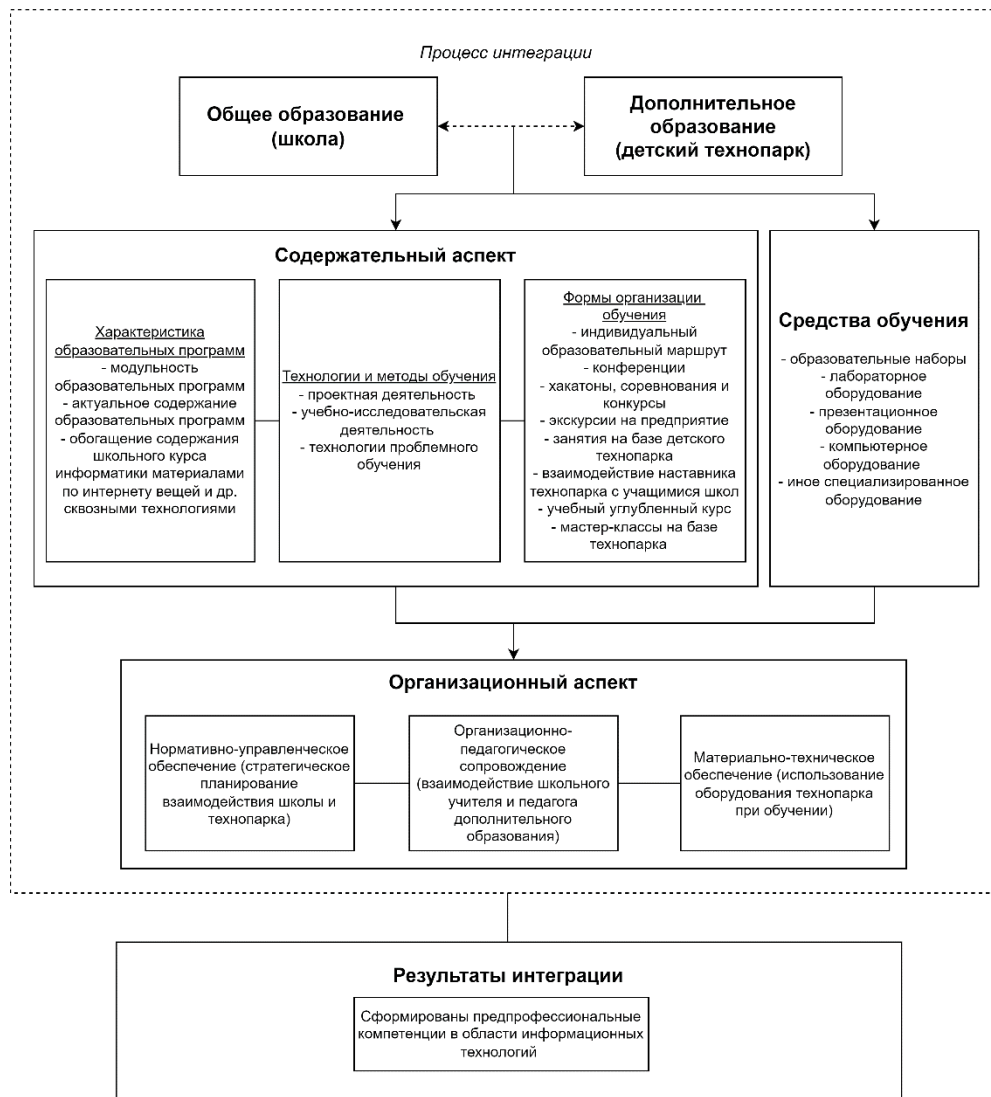 Процесс интеграции
Общее образование
(школа)
Дополнительное
образование
(детский технопарк)
Содержательный аспект
Характеристика
образовательных программ
- модульность
образовательных программ
- актуальное содержание
образовательных программ
- обогащение содержания
школьного курса
информатики материалами
по интернету вещей и др.
сквозными технологиями
Технологии и методы обучения
- проектная деятельность
- учебно-исследовательская
деятельность
- технологии проблемного
обучения
Формы организации
обучения
- индивидуальный
образовательный маршрут
- конференции
- хакатоны, соревнования и
конкурсы
- экскурсии на предприятие
- занятия на базе детского
технопарка
- взаимодействие наставника
технопарка с учащимися школ
- учебный углубленный курс
- мастер-классы на базе
технопарка
Средства обучения
- образовательные наборы
- лабораторное
оборудование
- презентационное
оборудование
- компьютерное
оборудование
- иное специализированное
оборудование
Организационный аспект
Нормативно-управленческое
обеспечение (стратегическое
планирование
взаимодействия школы и
технопарка)
Организационно-
педагогическое
сопровождение
(взаимодействие школьного
учителя и педагога
дополнительного
образования)
Материально-техническое
обеспечение (использование
оборудования технопарка
при обучении)
Результаты интеграции
Сформированы предпрофессиональные
компетенции в области информационных
технологий